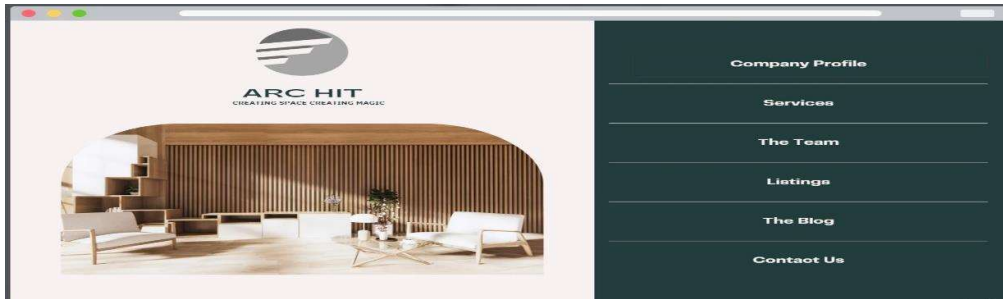 ARC HIT
CREATING SPACE CREATING MAGIC
Company Profile
Services
The Team
Listings
The Blog
Contact Us